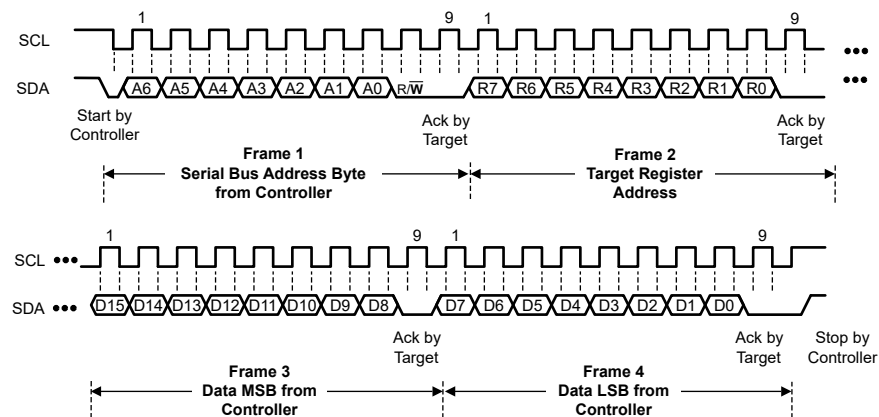 1 9 1 9
SCL
•••
SDA A6 A5 A4 A3 A2 A1 A0 R/W̅ R7 R6 R5 R4 R3 R2 R1 R0 •••
Start by
Controller
Ack by
Target
Ack by
Target
Frame 1
Serial Bus Address Byte
from Controller
Frame 2
Target Register
Address
1 9 1 9
SCL •••
SDA ••• D15 D14 D13 D12 D11 D10 D9 D8 D7 D6 D5 D4 D3 D2 D1 D0
Ack by
Target
Ack by
Target
Stop by
Controller
Frame 3
Data MSB from
Controller
Frame 4
Data LSB from
Controller